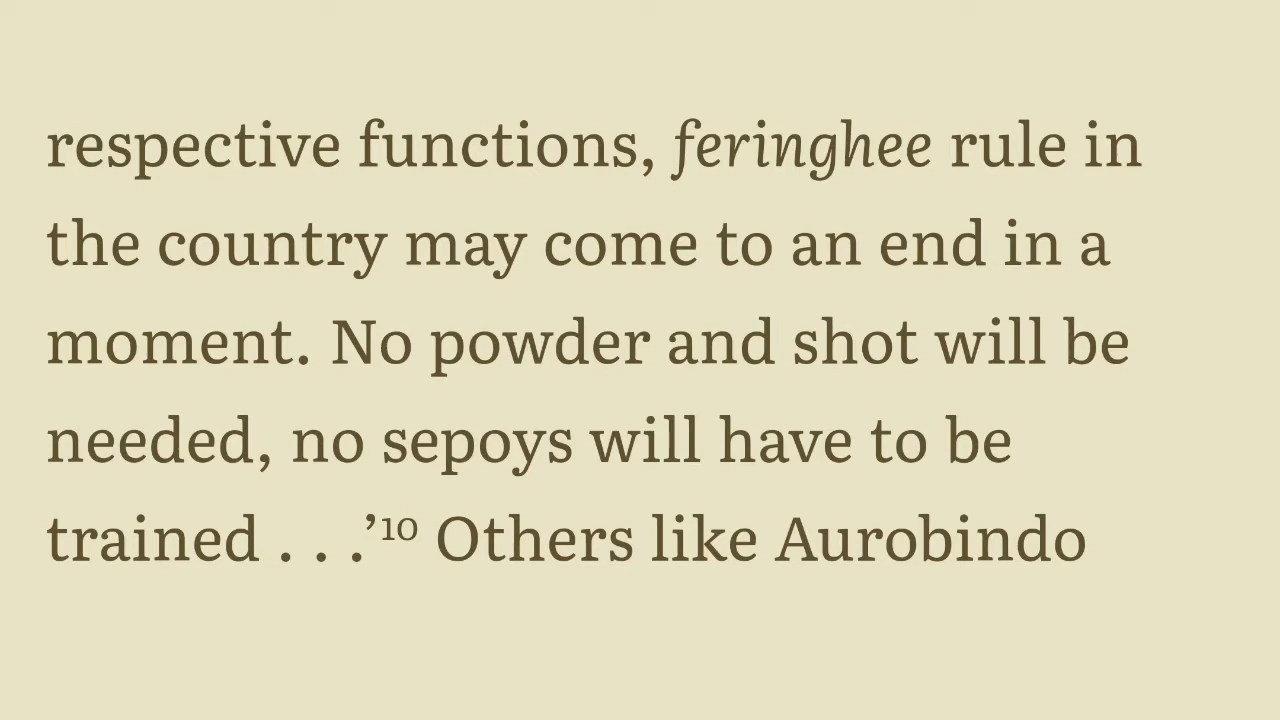 respective functions, feringhee rule in
the country may come to an end in a
moment. No powder and shot will be
needed, no sepoys will have to be
trained . . .’¹⁰ Others like Aurobindo